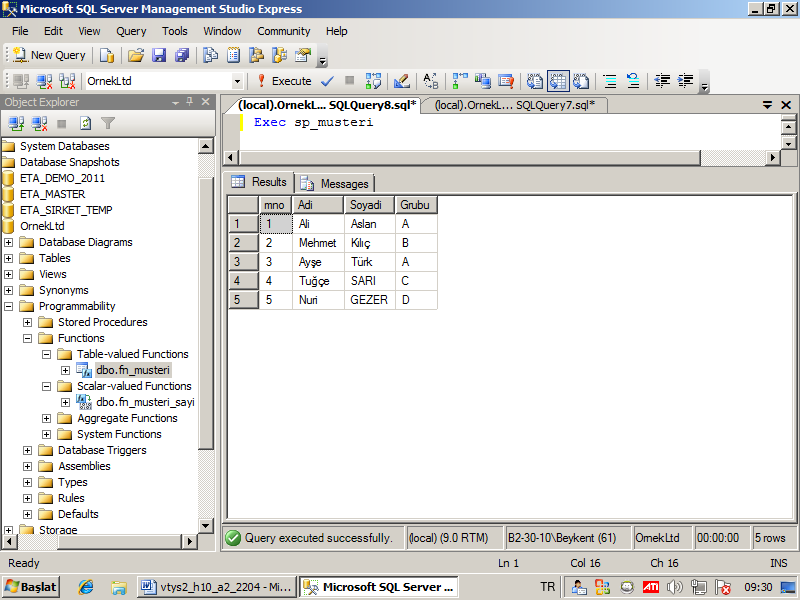 Microsoft SQL Server Management Studio Express
File Edit View Query Tools Window Community Help
New Query
OrnekLtd Execute
Object Explorer
System Databases
Database Snapshots
ETA_DEMO_2011
ETA_MASTER
ETA_SIRKET_TEMP
OrnekLtd
Database Diagrams
Tables
Views
Synonyms
Programmability
Stored Procedures
Functions
Table-valued Functions
dbo.fn_musteri
Scalar-valued Functions
dbo.fn_musteri_sayi
Aggregate Functions
System Functions
Database Triggers
Assemblies
Types
Rules
Defaults
Storage
(local).OrnekL... SQLQuery8.sql* (local).OrnekL... SQLQuery7.sql*
Exec sp_musteri
Results Messages
mno Adi Soyadi Grubu
1 1 Ali Aslan A
2 2 Mehmet Kılıç B
3 3 Ayşe Türk A
4 4 Tuğçe SARI C
5 5 Nuri GEZER D
Query executed successfully. (local) (9.0 RTM) B2-30-10\Beykent (61) OrnekLtd 00:00:00 5 rows
Ready Ln 1 Col 16 Ch 16 INS
Başlat vtys2_h10_a2_2204 - Mi... Microsoft SQL Server ... TR ATI 09:30